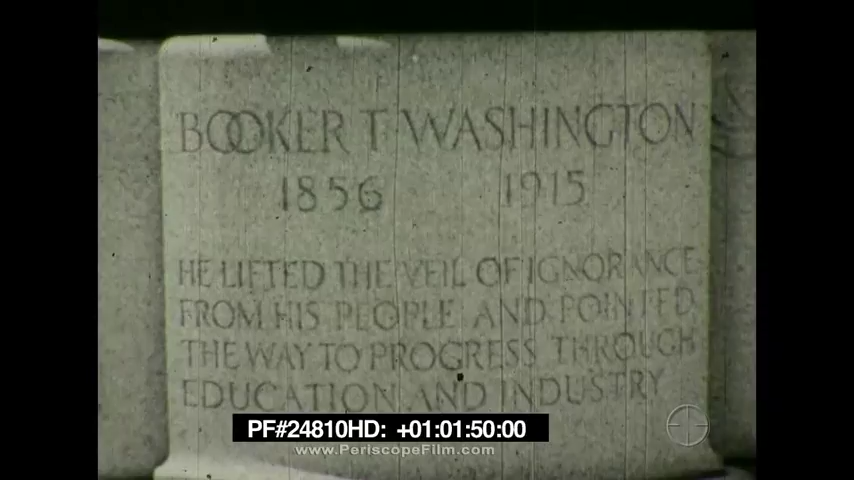 BOOKER T WASHINGTON
1856 1915
HE LIFTED THE VEIL OF IGNORANCE
FROM HIS PEOPLE AND POINTED
THE WAY TO PROGRESS THROUGH
EDUCATION AND INDUSTRY
PF#24810HD: +01:01:50:00
www.PeriscopeFilm.com